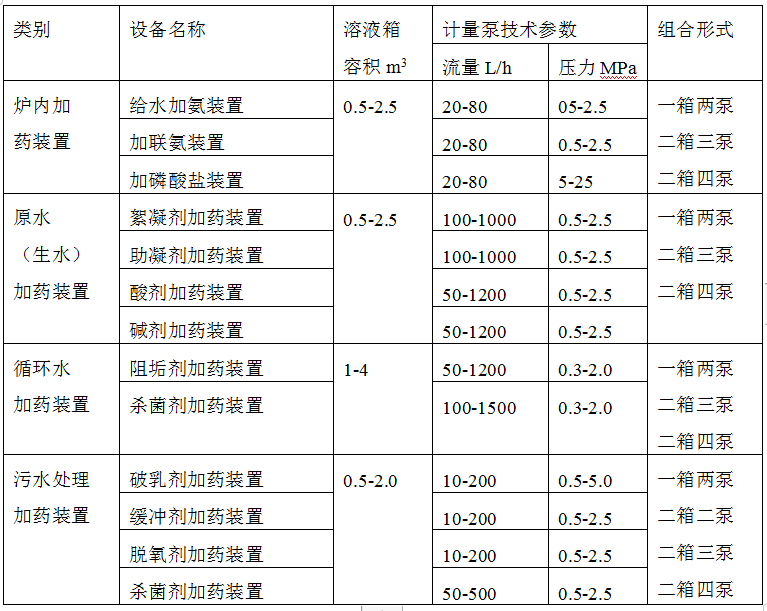 类别 设备名称 溶液箱 计量泵技术参数 组合形式
容积 m³ 流量 L/h 压力 MPa
炉内加 给水加氨装置 0.5-2.5 20-80 05-2.5 一箱两泵
药装置 加联氨装置 20-80 0.5-2.5 二箱三泵
加磷酸盐装置 20-80 5-25 二箱四泵
原水 絮凝剂加药装置 0.5-2.5 100-1000 0.5-2.5 一箱两泵
（生水） 助凝剂加药装置 100-1000 0.5-2.5 二箱三泵
加药装置 酸剂加药装置 50-1200 0.5-2.5 二箱四泵
碱剂加药装置 50-1200 0.5-2.5
循环水 阻垢剂加药装置 1-4 50-1200 0.3-2.0 一箱两泵
加药装置 杀菌剂加药装置 100-1500 0.3-2.0 二箱三泵
二箱四泵
污水处理 破乳剂加药装置 0.5-2.0 10-200 0.5-5.0 一箱两泵
加药装置 缓冲剂加药装置 10-200 0.5-2.5 二箱二泵
脱氧剂加药装置 10-200 0.5-2.5 二箱三泵
杀菌剂加药装置 50-500 0.5-2.5 二箱四泵